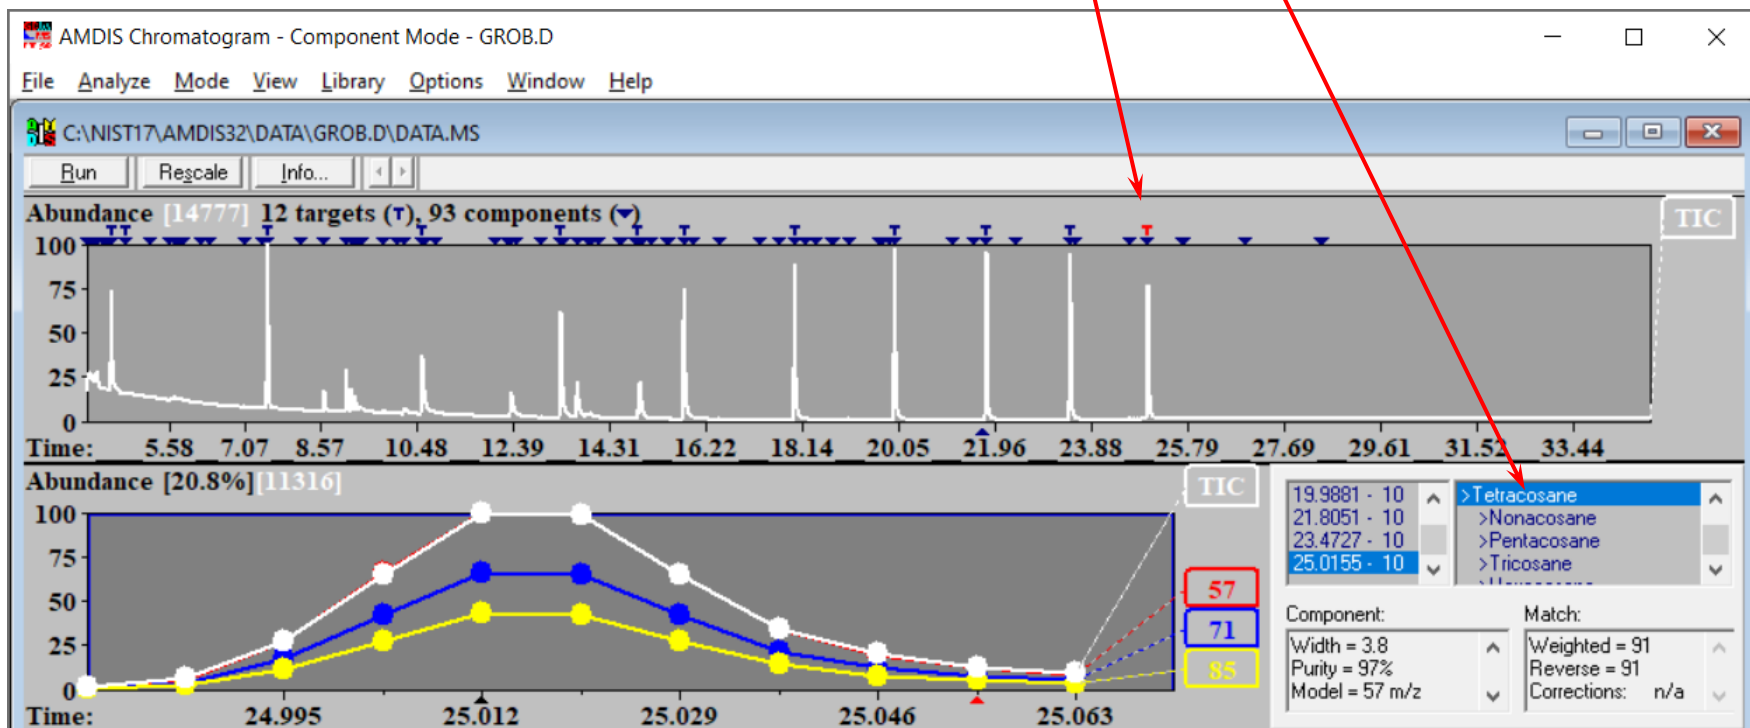 AMDIS Chromatogram - Component Mode - GROB.D
File Analyze Mode View Library Options Window Help
C:\NIST17\AMDIS32\DATA\GROB.D\DATA.MS
Run Rescale Info...
Abundance [14777] 12 targets (T), 93 components (▼)
TIC
100
75
50
25
0
Time: 5.58 7.07 8.57 10.48 12.39 14.31 16.22 18.14 20.05 21.96 23.88 25.79 27.69 29.61 31.52 33.44
Abundance [20.8%][11316]
TIC
100
75
50
25
0
57
71
85
Time: 24.995 25.012 25.029 25.046 25.063
19.9881 - 10
21.8051 - 10
23.4727 - 10
25.0155 - 10
>Tetracosane
>Nonacosane
>Pentacosane
>Tricosane
Component:
Width = 3.8
Purity = 97%
Model = 57 m/z
Match:
Weighted = 91
Reverse = 91
Corrections: n/a